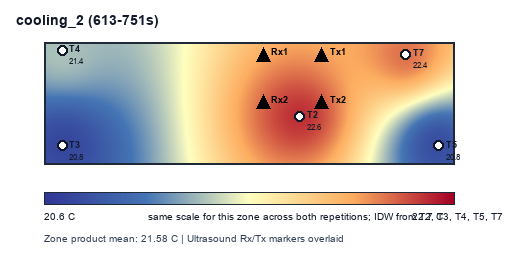 cooling_2 (613-751s)
T4
21.4
Rx1
Tx1
T7
22.4
Rx2
Tx2
T2
22.6
T3
20.8
T5
20.8
20.6 C
same scale for this zone across both repetitions; IDW from T2, T3, T4, T5, T7
Zone product mean: 21.58 C | Ultrasound Rx/Tx markers overlaid